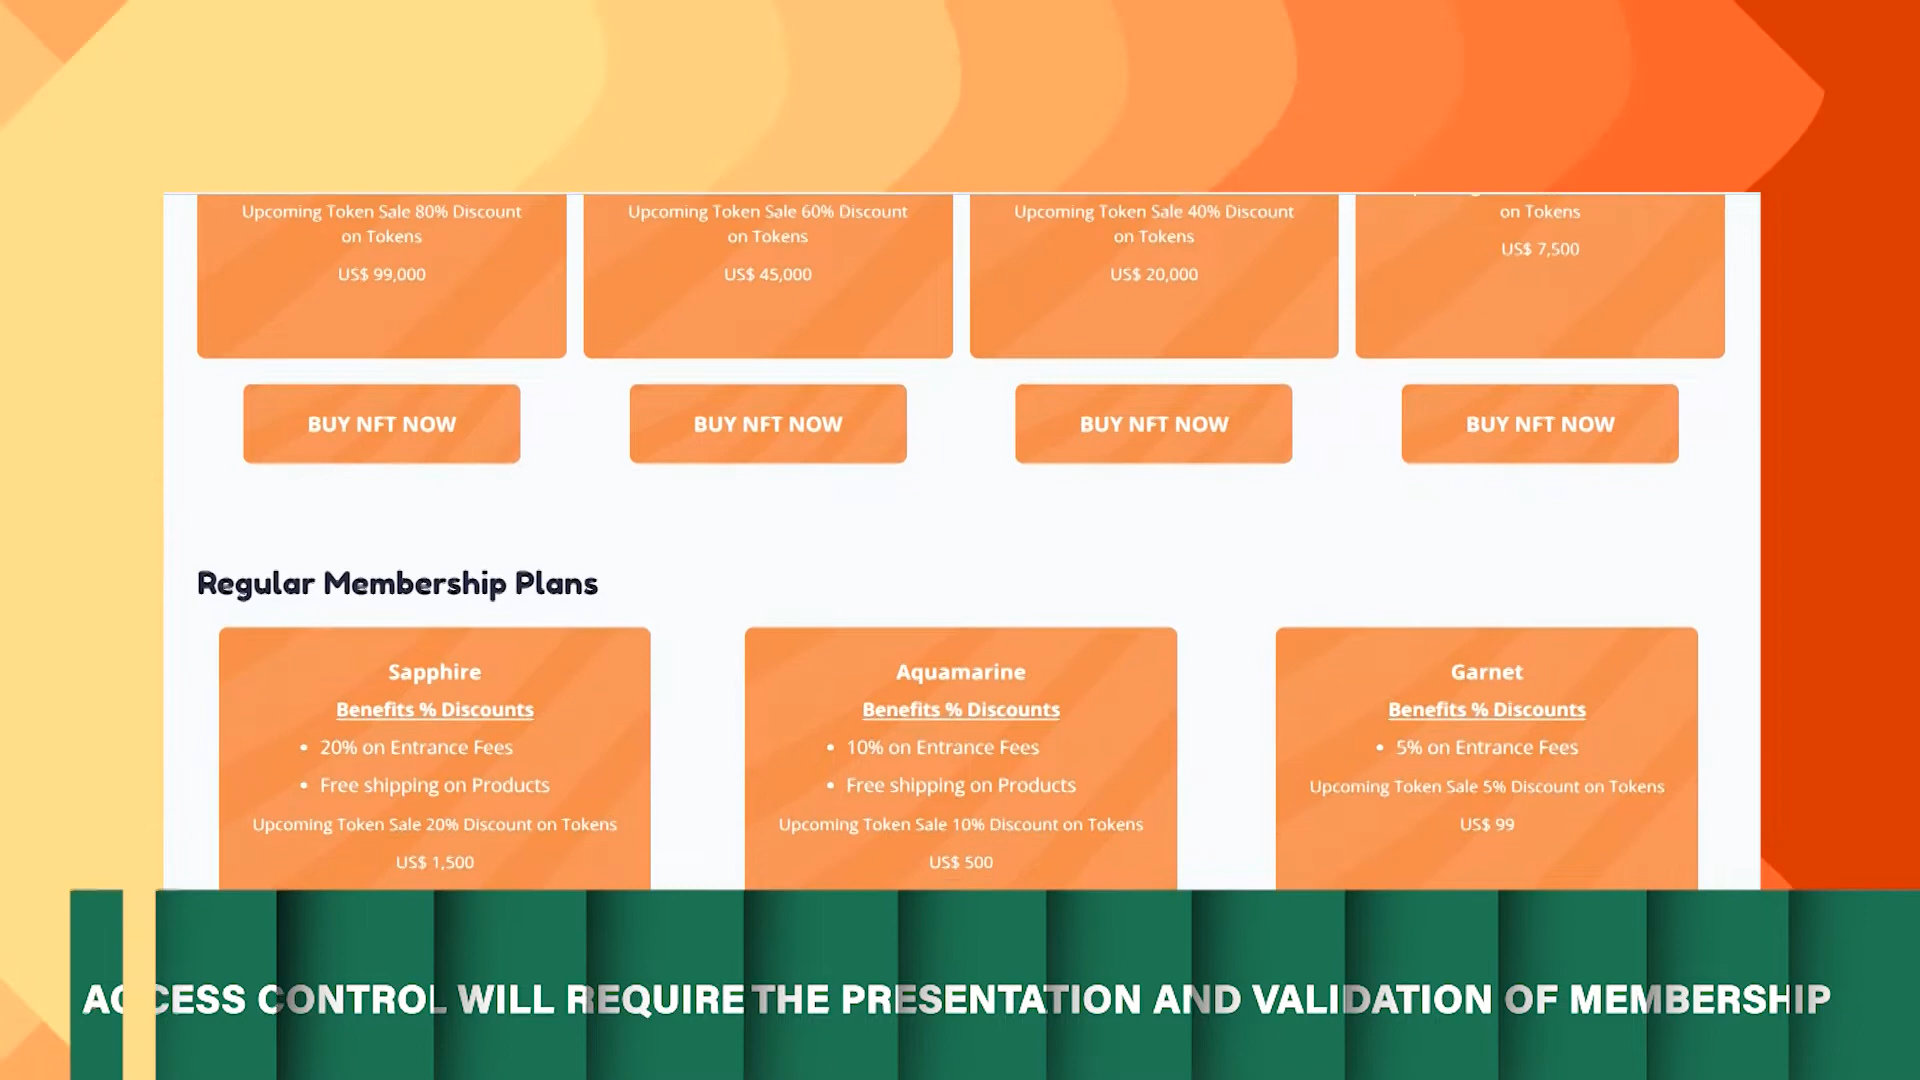 Upcoming Token Sale 80% Discount
on Tokens
US$ 99,000
Upcoming Token Sale 60% Discount
on Tokens
US$ 45,000
Upcoming Token Sale 40% Discount
on Tokens
US$ 20,000
on Tokens
US$ 7,500
BUY NFT NOW
BUY NFT NOW
BUY NFT NOW
BUY NFT NOW
Regular Membership Plans
Sapphire
Benefits % Discounts
• 20% on Entrance Fees
• Free shipping on Products
Upcoming Token Sale 20% Discount on Tokens
US$ 1,500
Aquamarine
Benefits % Discounts
• 10% on Entrance Fees
• Free shipping on Products
Upcoming Token Sale 10% Discount on Tokens
US$ 500
Garnet
Benefits % Discounts
• 5% on Entrance Fees
Upcoming Token Sale 5% Discount on Tokens
US$ 99
ACCESS CONTROL WILL REQUIRE THE PRESENTATION AND VALIDATION OF MEMBERSHIP